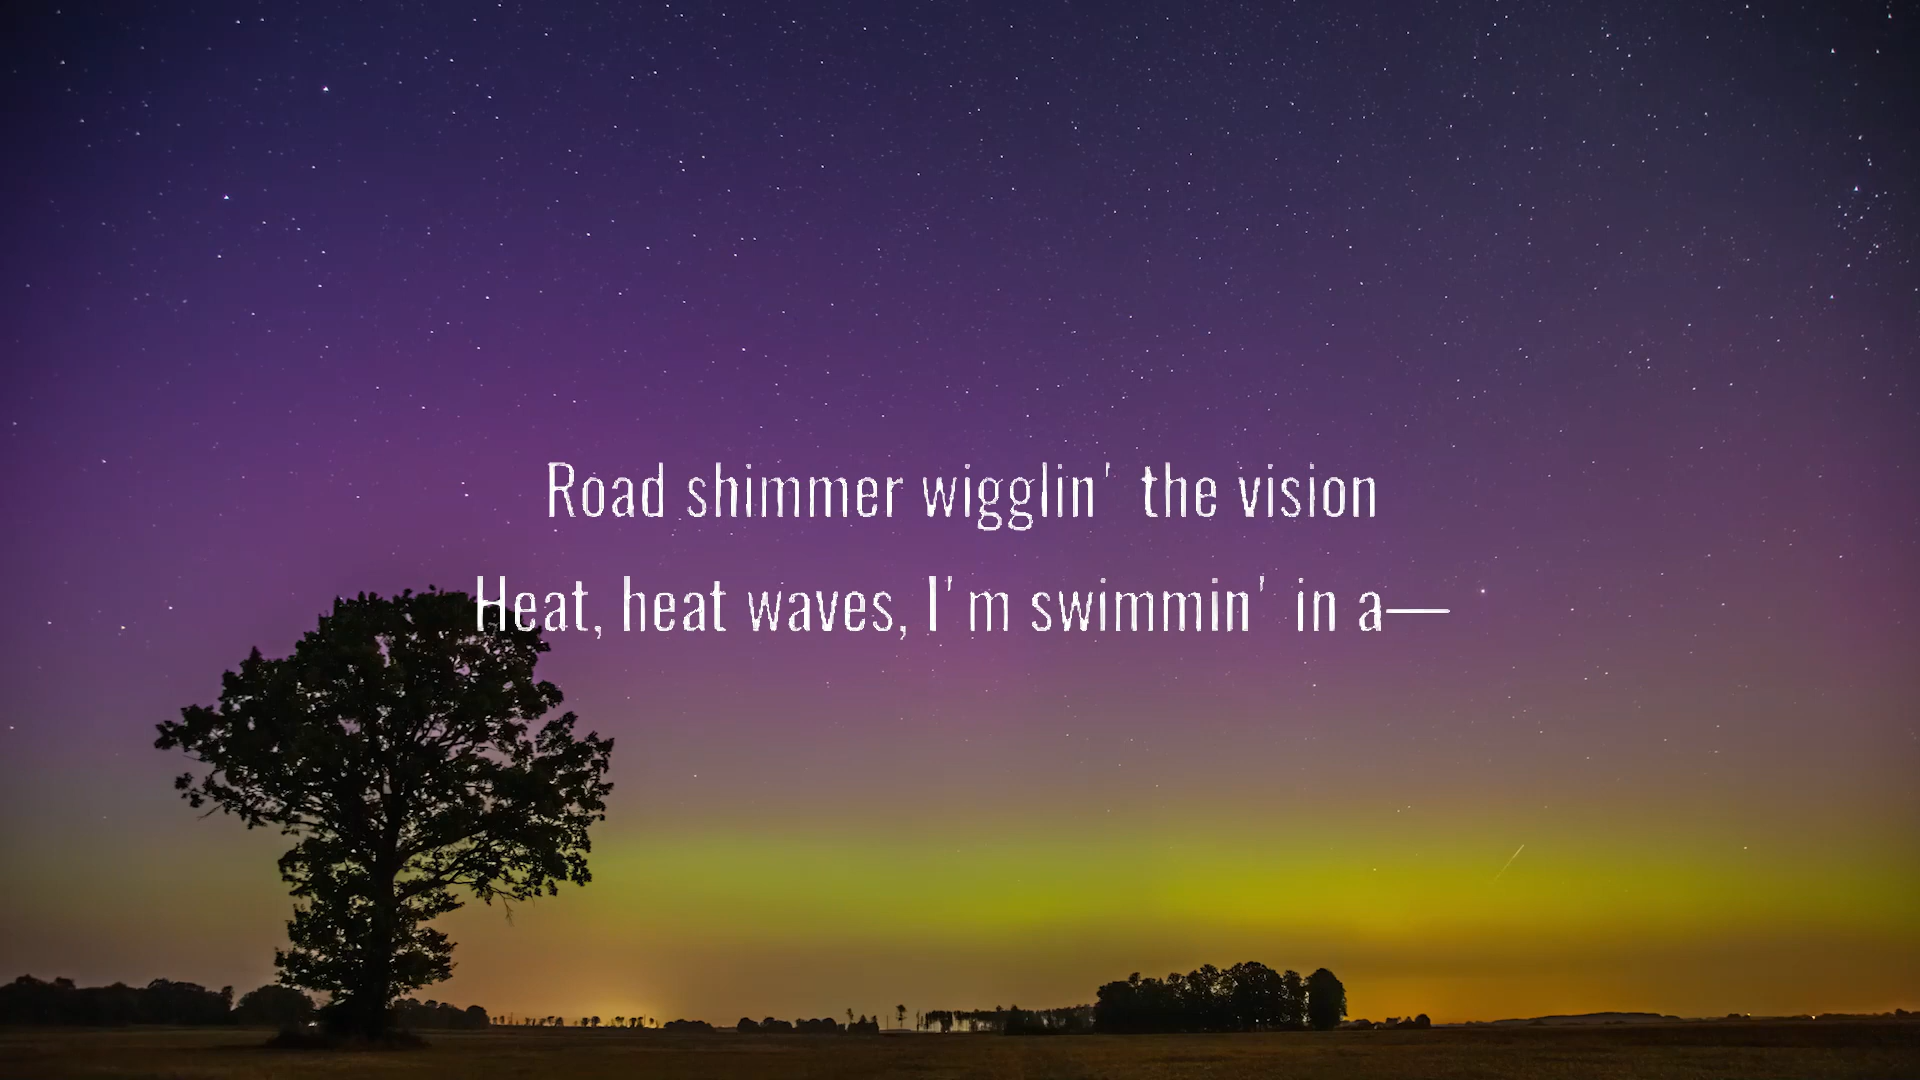 Road shimmer wigglin' the vision
Heat, heat waves, I'm swimmin' in a—